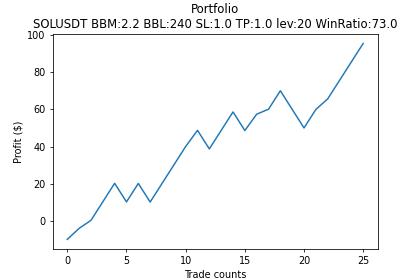 Portfolio
SOLUSDT BBM:2.2 BBL:240 SL:1.0 TP:1.0 lev:20 WinRatio:73.0
100
80
60
40
20
0
Profit ($)
0 5 10 15 20 25
Trade counts